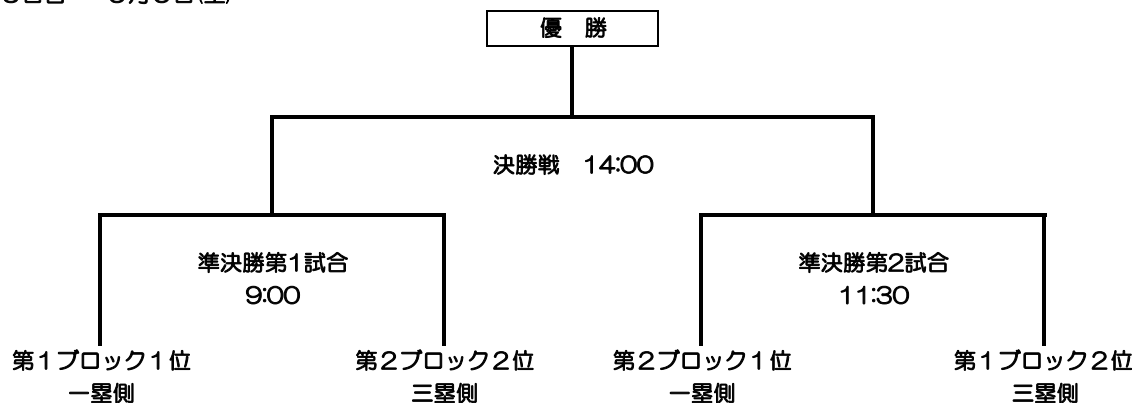 優　勝
決勝戦　14:00
準決勝第1試合
9:00
準決勝第2試合
11:30
第１ブロック１位
一塁側
第２ブロック２位
三塁側
第２ブロック１位
一塁側
第１ブロック２位
三塁側